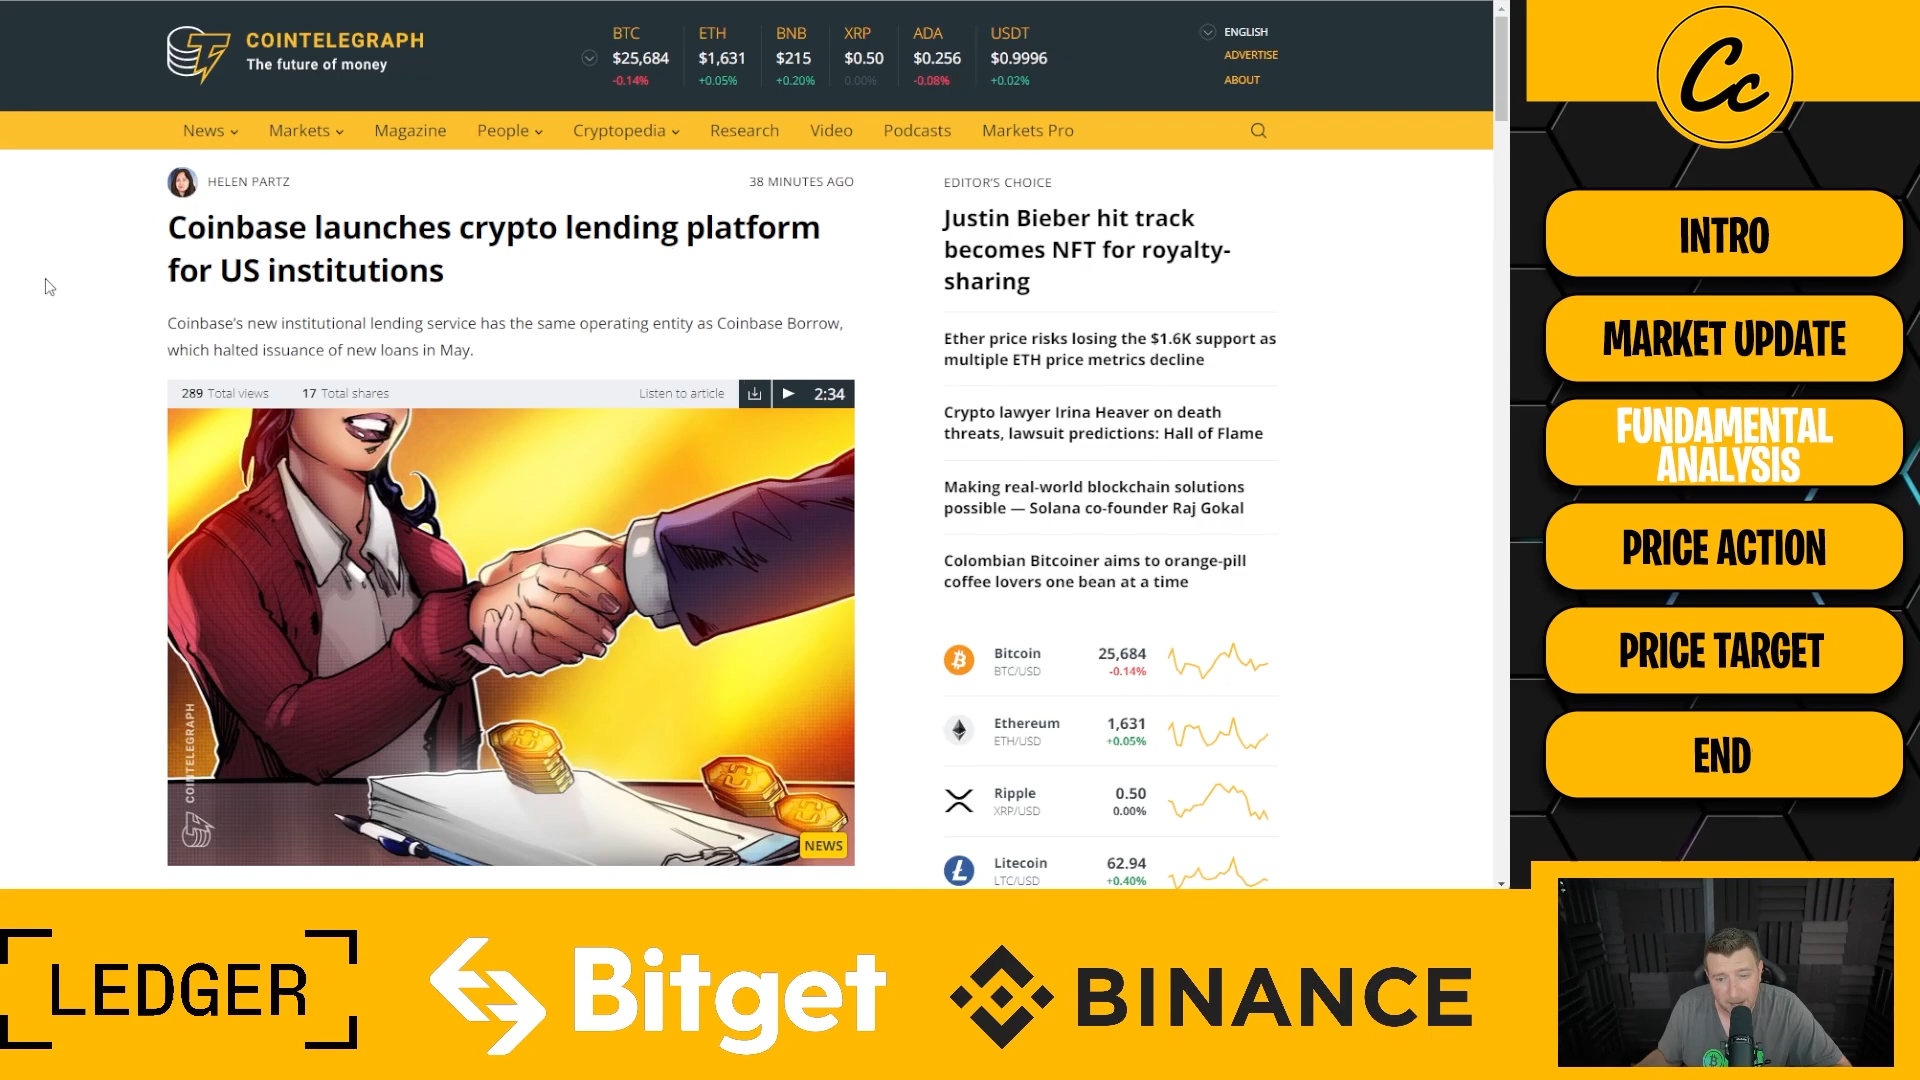 COINTELEGRAPH
The future of money
BTC
$25,684
-0.14%
ETH
$1,631
+0.05%
BNB
$215
+0.20%
XRP
$0.50
0.00%
ADA
$0.256
-0.08%
USDT
$0.9996
+0.02%
ENGLISH
ADVERTISE
ABOUT
News
Markets
Magazine
People
Cryptopedia
Research
Video
Podcasts
Markets Pro
HELEN PARTZ
38 MINUTES AGO
Coinbase launches crypto lending platform
for US institutions
Coinbase's new institutional lending service has the same operating entity as Coinbase Borrow,
which halted issuance of new loans in May.
289 Total views
17 Total shares
Listen to article
2:34
COINTELEGRAPH
NEWS
EDITOR'S CHOICE
Justin Bieber hit track
becomes NFT for royalty-
sharing
Ether price risks losing the $1.6K support as
multiple ETH price metrics decline
Crypto lawyer Irina Heaver on death
threats, lawsuit predictions: Hall of Flame
Making real-world blockchain solutions
possible — Solana co-founder Raj Gokal
Colombian Bitcoiner aims to orange-pill
coffee lovers one bean at a time
Bitcoin
BTC/USD
25,684
-0.14%
Ethereum
ETH/USD
1,631
+0.05%
Ripple
XRP/USD
0.50
0.00%
Litecoin
LTC/USD
62.94
+0.40%
Cc
INTRO
MARKET UPDATE
FUNDAMENTAL
ANALYSIS
PRICE ACTION
PRICE TARGET
END
LEDGER
Bitget
BINANCE